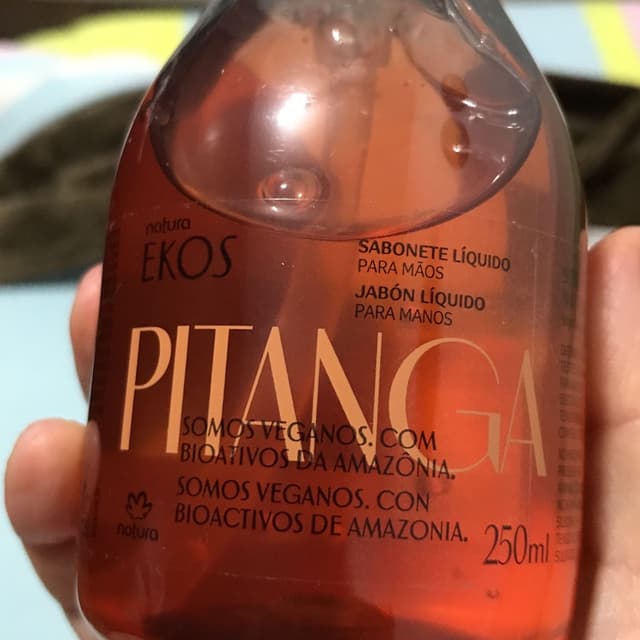 natura
EKOS
SABONETE LÍQUIDO
PARA MÃOS
JABÓN LÍQUIDO
PARA MANOS
PITANGA
SOMOS VEGANOS. COM
BIOATIVOS DA AMAZÔNIA.
SOMOS VEGANOS. CON
BIOACTIVOS DE AMAZONIA.
natura
250ml